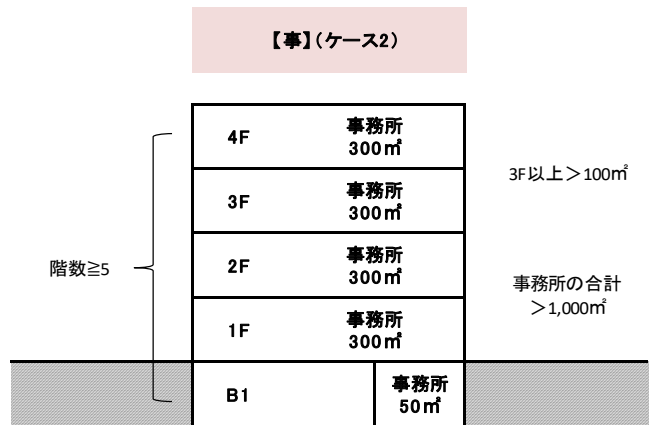 【事】(ケース2)
4F
事務所
300㎡
3F以上＞100㎡
3F
事務所
300㎡
階数≧5
2F
事務所
300㎡
事務所の合計
＞1,000㎡
1F
事務所
300㎡
B1
事務所
50㎡